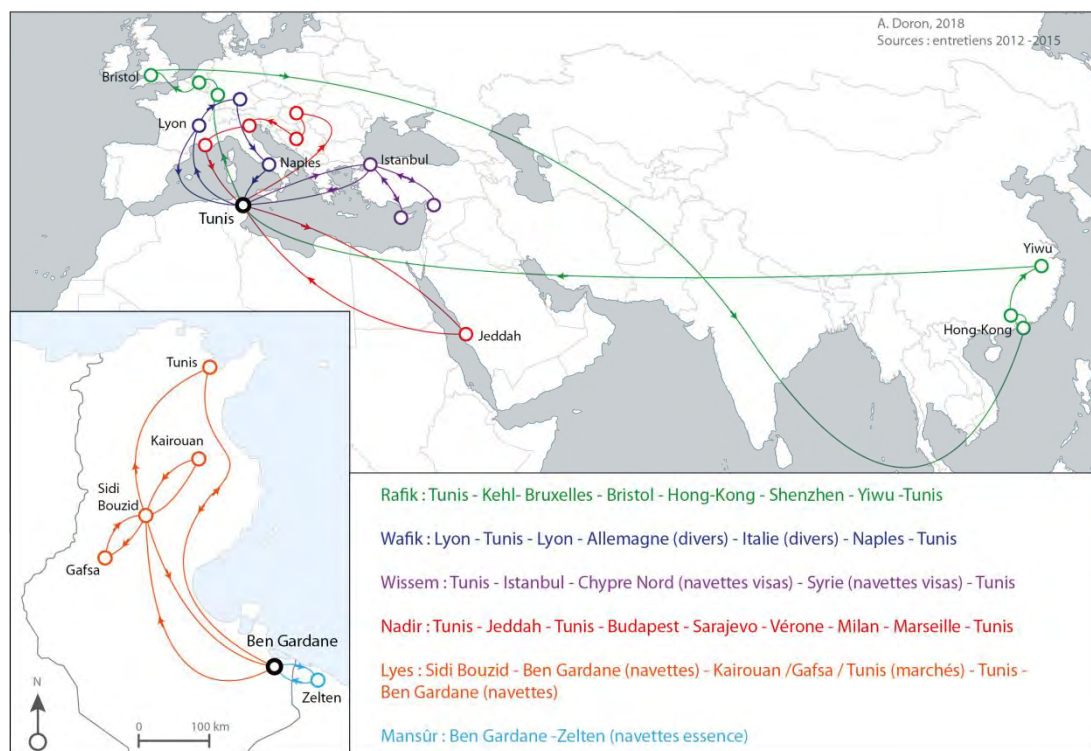 A. Doron, 2018
Sources : entretiens 2012 -2015
Bristol
Lyon
Naples
Istanbul
Tunis
Yiwu
Hong-Kong
Jeddah
Tunis
Kairouan
Sidi
Bouzid
Gafsa
Ben Gardane
Zelten
N
0 100 km
Rafik : Tunis - Kehl- Bruxelles - Bristol - Hong-Kong - Shenzhen - Yiwu -Tunis
Wafik : Lyon - Tunis - Lyon - Allemagne (divers) - Italie (divers) - Naples - Tunis
Wissem : Tunis - Istanbul - Chypre Nord (navettes visas) - Syrie (navettes visas) - Tunis
Nadir : Tunis - Jeddah - Tunis - Budapest - Sarajevo - Vérone - Milan - Marseille - Tunis
Lyes : Sidi Bouzid - Ben Gardane (navettes) - Kairouan /Gafsa / Tunis (marchés) - Tunis -
Ben Gardane (navettes)
Mansûr : Ben Gardane -Zelten (navettes essence)